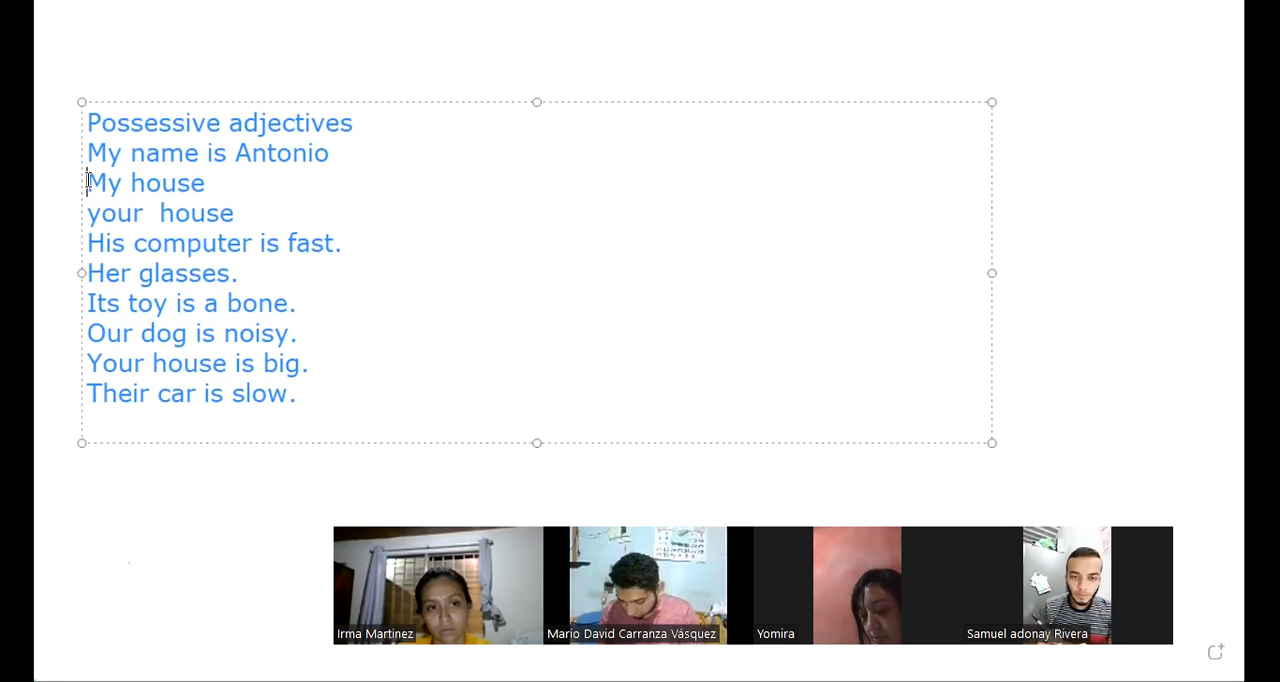 Possessive adjectives
My name is Antonio
My house
your  house
His computer is fast.
Her glasses.
Its toy is a bone.
Our dog is noisy.
Your house is big.
Their car is slow.
Irma Martinez
Mario David Carranza Vásquez
Yomira
Samuel adonay Rivera